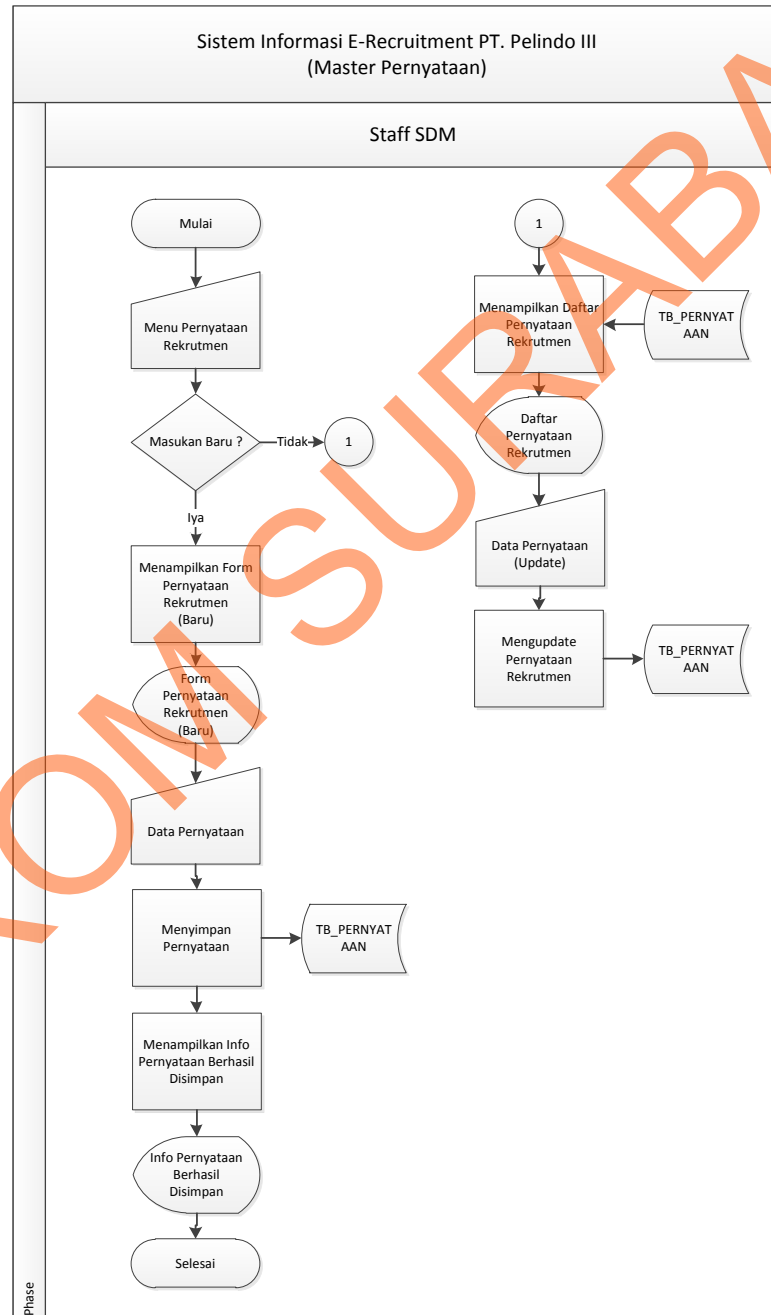 Sistem Informasi E-Recruitment PT. Pelindo III
(Master Pernyataan)
Staff SDM
Phase
Mulai
Menu Pernyataan
Rekrutmen
Masukan Baru ?
Tidak
1
Iya
Menampilkan Form
Pernyataan
Rekrutmen
(Baru)
Form
Pernyataan
Rekrutmen
(Baru)
Data Pernyataan
Menyimpan
Pernyataan
TB_PERNYAT
AAN
Menampilkan Info
Pernyataan Berhasil
Disimpan
Info Pernyataan
Berhasil
Disimpan
Selesai
1
Menampilkan Daftar
Pernyataan
Rekrutmen
TB_PERNYAT
AAN
Daftar
Pernyataan
Rekrutmen
Data Pernyataan
(Update)
Mengupdate
Pernyataan
Rekrutmen
TB_PERNYAT
AAN
OM SURABA